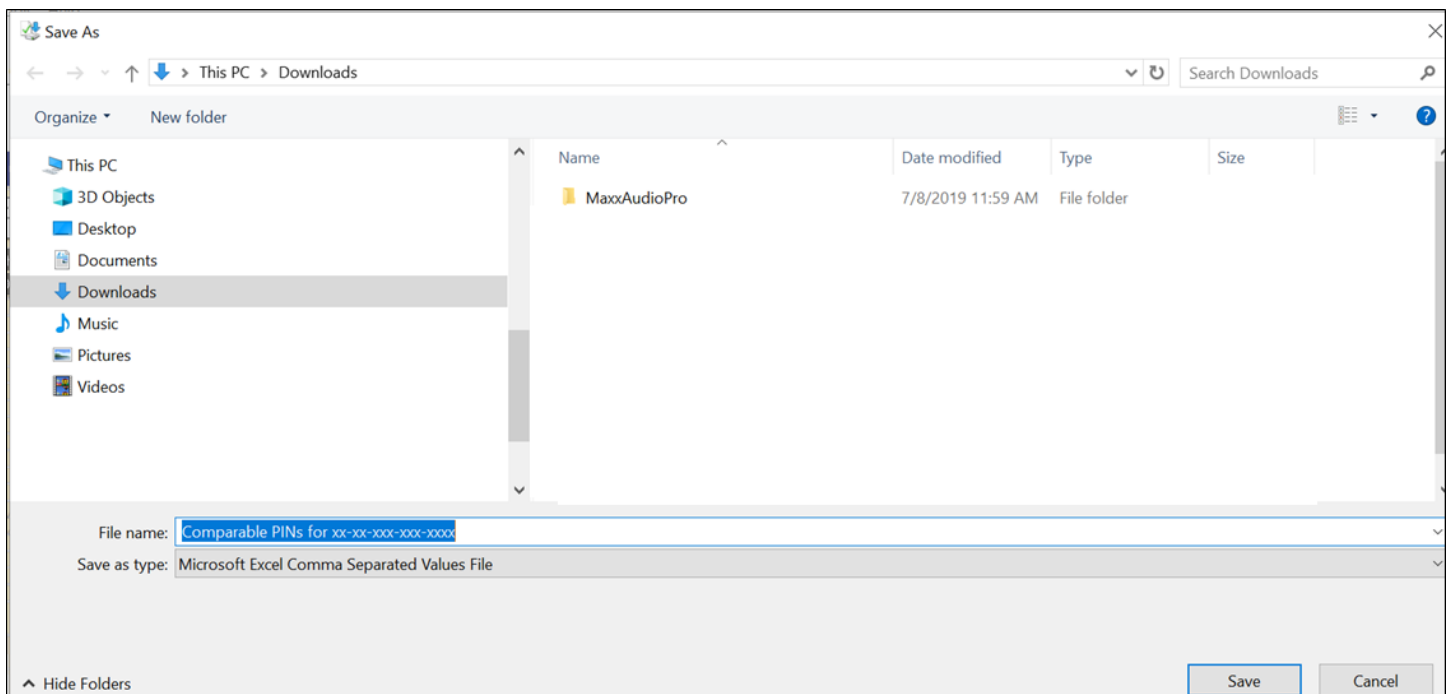 Save As
This PC > Downloads
Search Downloads
Organize
New folder
This PC
3D Objects
Desktop
Documents
Downloads
Music
Pictures
Videos
Name Date modified Type Size
MaxxAudioPro 7/8/2019 11:59 AM File folder
File name: Comparable PINs for xx-xx-xxx-xxx-xxxx
Save as type: Microsoft Excel Comma Separated Values File
Hide Folders
Save
Cancel